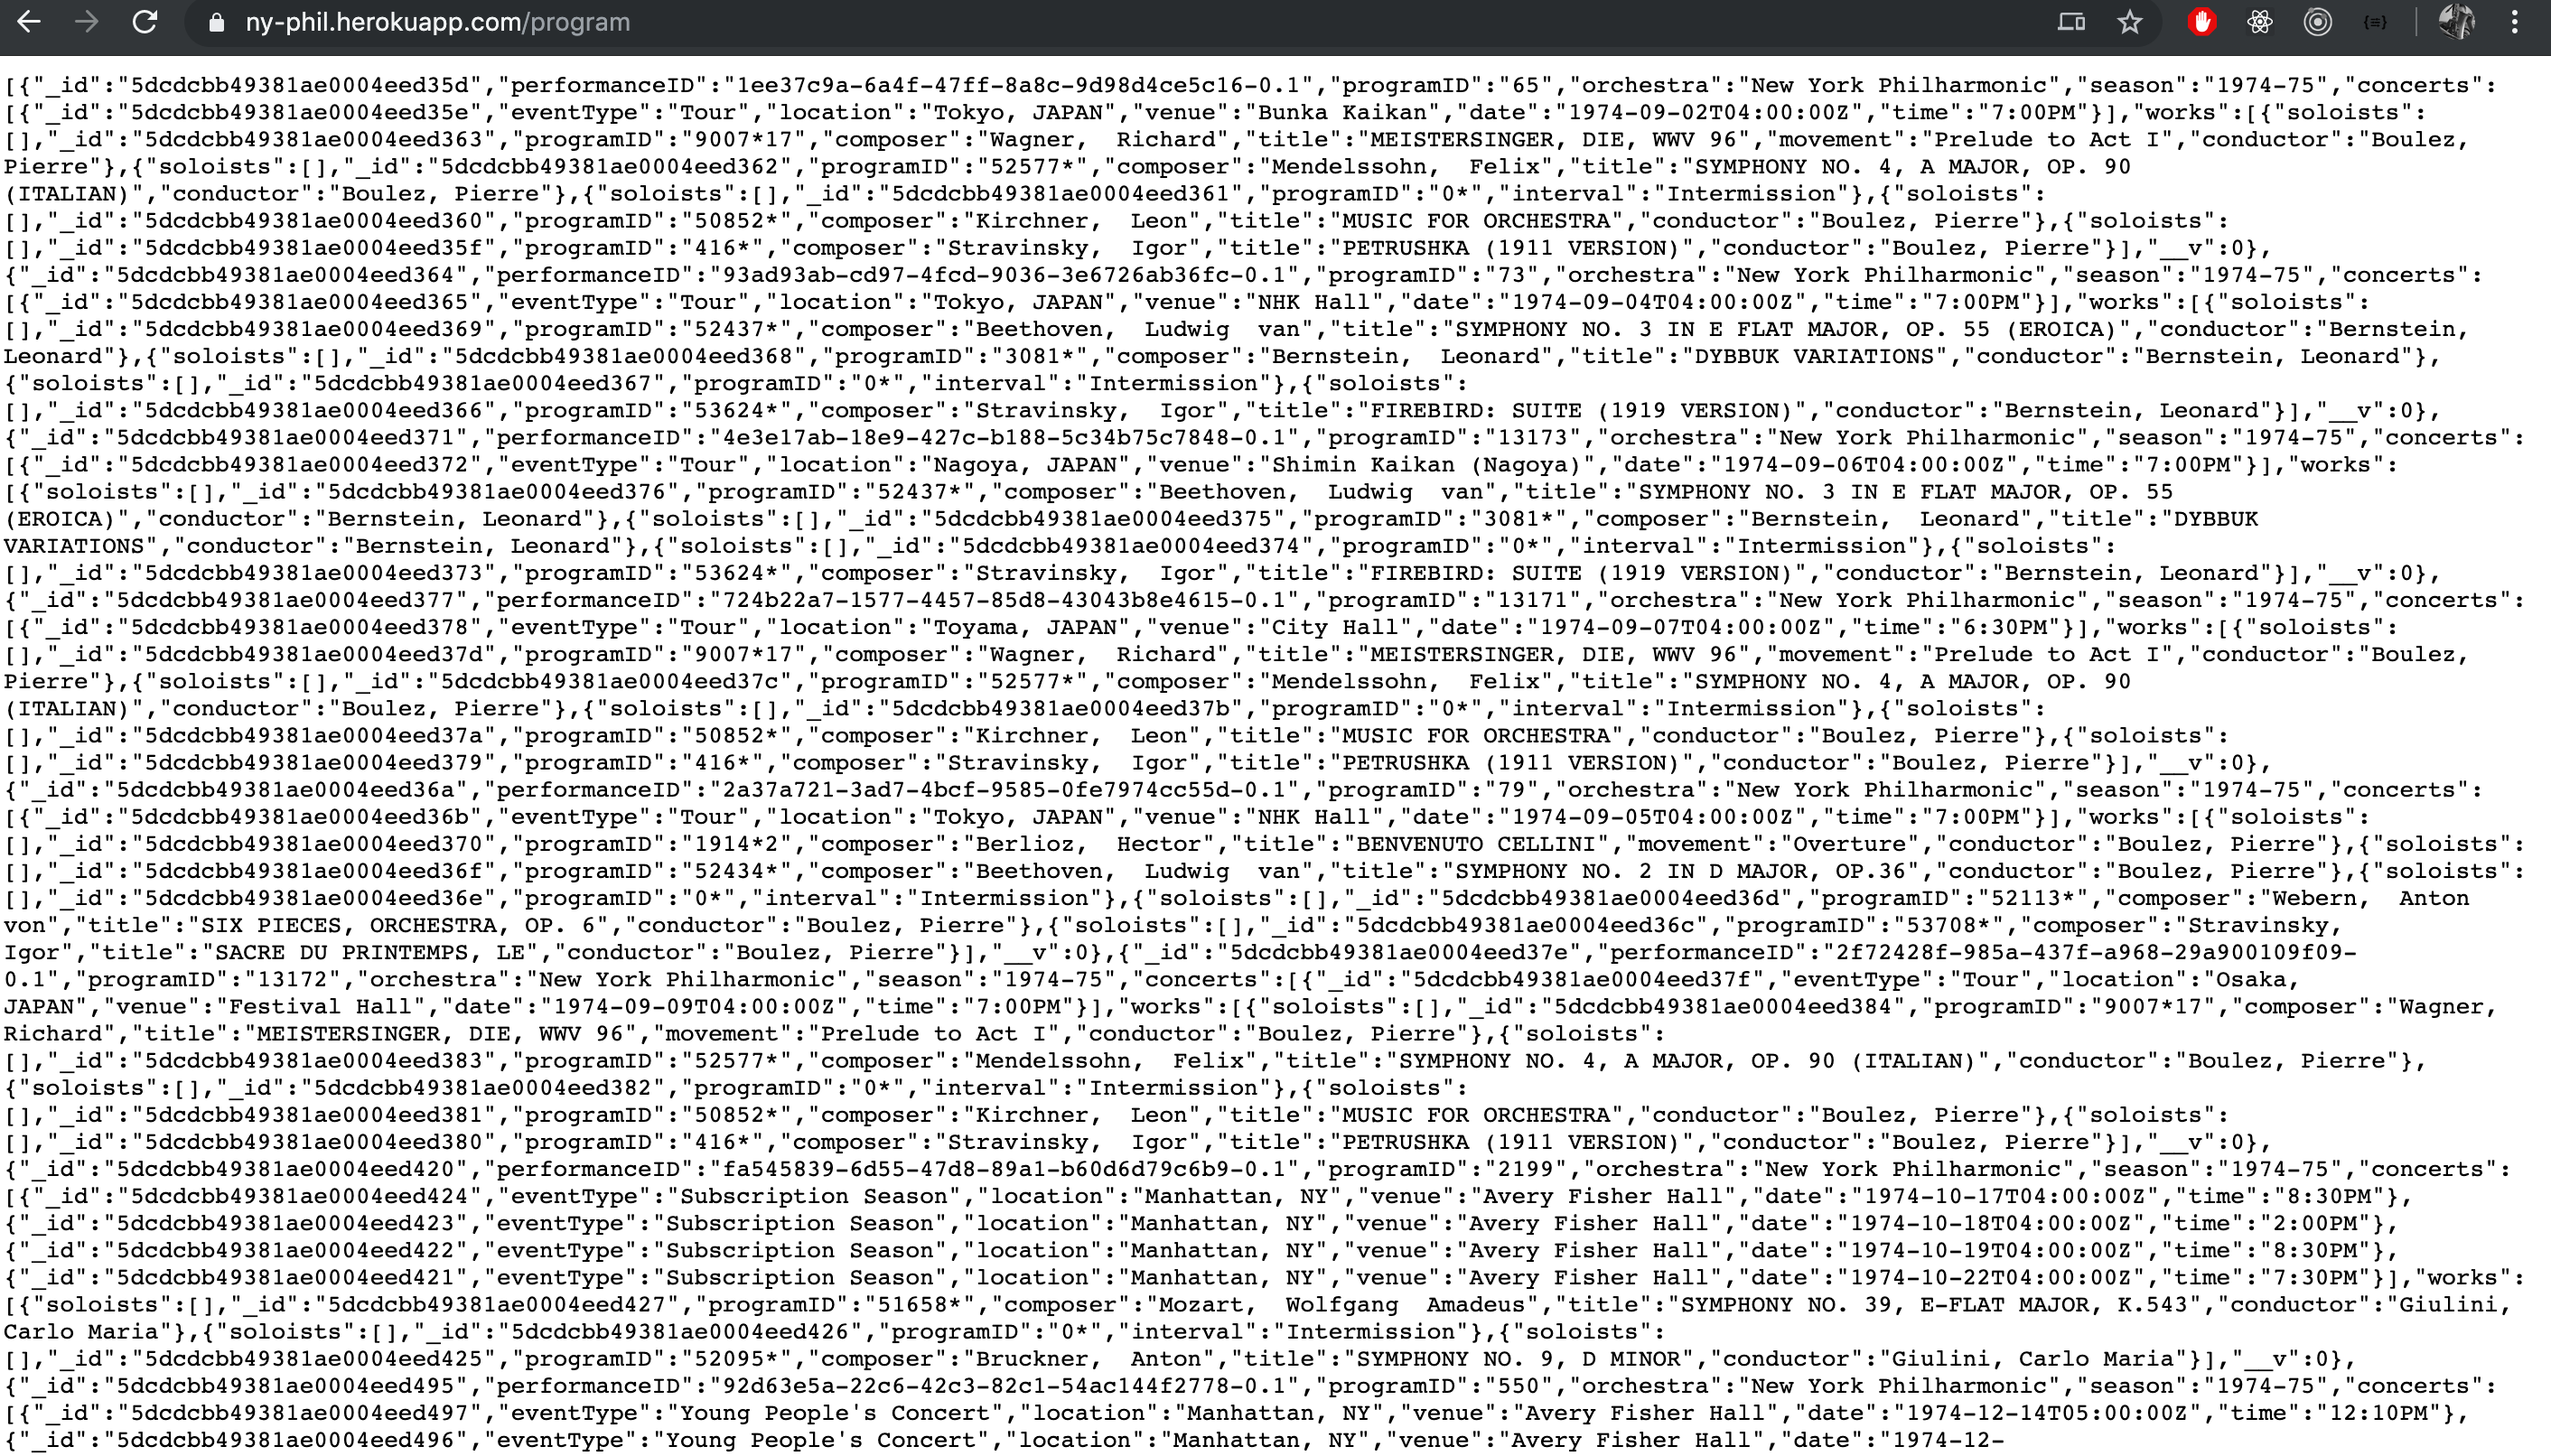 ny-phil.herokuapp.com/program
[{"_id":"5dcdcbb49381ae0004eed35d","performanceID":"1ee37c9a-6a4f-47ff-8a8c-9d98d4ce5c16-0.1","programID":"65","orchestra":"New York Philharmonic","season":"1974-75","concerts":
[{"_id":"5dcdcbb49381ae0004eed35e","eventType":"Tour","location":"Tokyo, JAPAN","venue":"Bunka Kaikan","date":"1974-09-02T04:00:00Z","time":"7:00PM"}],"works":[{"soloists":
[],"_id":"5dcdcbb49381ae0004eed363","programID":"9007*17","composer":"Wagner,  Richard","title":"MEISTERSINGER, DIE, WWV 96","movement":"Prelude to Act I","conductor":"Boulez,
Pierre"},{"soloists":[],"_id":"5dcdcbb49381ae0004eed362","programID":"52577*","composer":"Mendelssohn,  Felix","title":"SYMPHONY NO. 4, A MAJOR, OP. 90
(ITALIAN)","conductor":"Boulez, Pierre"},{"soloists":[],"_id":"5dcdcbb49381ae0004eed361","programID":"0*","interval":"Intermission"},{"soloists":
[],"_id":"5dcdcbb49381ae0004eed360","programID":"50852*","composer":"Kirchner,  Leon","title":"MUSIC FOR ORCHESTRA","conductor":"Boulez, Pierre"},{"soloists":
[],"_id":"5dcdcbb49381ae0004eed35f","programID":"416*","composer":"Stravinsky,  Igor","title":"PETRUSHKA (1911 VERSION)","conductor":"Boulez, Pierre"}],"__v":0},
{"_id":"5dcdcbb49381ae0004eed364","performanceID":"93ad93ab-cd97-4fcd-9036-3e6726ab36fc-0.1","programID":"73","orchestra":"New York Philharmonic","season":"1974-75","concerts":
[{"_id":"5dcdcbb49381ae0004eed365","eventType":"Tour","location":"Tokyo, JAPAN","venue":"NHK Hall","date":"1974-09-04T04:00:00Z","time":"7:00PM"}],"works":[{"soloists":
[],"_id":"5dcdcbb49381ae0004eed369","programID":"52437*","composer":"Beethoven,  Ludwig  van","title":"SYMPHONY NO. 3 IN E FLAT MAJOR, OP. 55 (EROICA)","conductor":"Bernstein,
Leonard"},{"soloists":[],"_id":"5dcdcbb49381ae0004eed368","programID":"3081*","composer":"Bernstein,  Leonard","title":"DYBBUK VARIATIONS","conductor":"Bernstein, Leonard"},
{"soloists":[],"_id":"5dcdcbb49381ae0004eed367","programID":"0*","interval":"Intermission"},{"soloists":
[],"_id":"5dcdcbb49381ae0004eed366","programID":"53624*","composer":"Stravinsky,  Igor","title":"FIREBIRD: SUITE (1919 VERSION)","conductor":"Bernstein, Leonard"}],"__v":0},
{"_id":"5dcdcbb49381ae0004eed371","performanceID":"4e3e17ab-18e9-427c-b188-5c34b75c7848-0.1","programID":"13173","orchestra":"New York Philharmonic","season":"1974-75","concerts":
[{"_id":"5dcdcbb49381ae0004eed372","eventType":"Tour","location":"Nagoya, JAPAN","venue":"Shimin Kaikan (Nagoya)","date":"1974-09-06T04:00:00Z","time":"7:00PM"}],"works":
[{"soloists":[],"_id":"5dcdcbb49381ae0004eed376","programID":"52437*","composer":"Beethoven,  Ludwig  van","title":"SYMPHONY NO. 3 IN E FLAT MAJOR, OP. 55
(EROICA)","conductor":"Bernstein, Leonard"},{"soloists":[],"_id":"5dcdcbb49381ae0004eed375","programID":"3081*","composer":"Bernstein,  Leonard","title":"DYBBUK
VARIATIONS","conductor":"Bernstein, Leonard"},{"soloists":[],"_id":"5dcdcbb49381ae0004eed374","programID":"0*","interval":"Intermission"},{"soloists":
[],"_id":"5dcdcbb49381ae0004eed373","programID":"53624*","composer":"Stravinsky,  Igor","title":"FIREBIRD: SUITE (1919 VERSION)","conductor":"Bernstein, Leonard"}],"__v":0},
{"_id":"5dcdcbb49381ae0004eed377","performanceID":"724b22a7-1577-4457-85d8-43043b8e4615-0.1","programID":"13171","orchestra":"New York Philharmonic","season":"1974-75","concerts":
[{"_id":"5dcdcbb49381ae0004eed378","eventType":"Tour","location":"Toyama, JAPAN","venue":"City Hall","date":"1974-09-07T04:00:00Z","time":"6:30PM"}],"works":[{"soloists":
[],"_id":"5dcdcbb49381ae0004eed37d","programID":"9007*17","composer":"Wagner,  Richard","title":"MEISTERSINGER, DIE, WWV 96","movement":"Prelude to Act I","conductor":"Boulez,
Pierre"},{"soloists":[],"_id":"5dcdcbb49381ae0004eed37c","programID":"52577*","composer":"Mendelssohn,  Felix","title":"SYMPHONY NO. 4, A MAJOR, OP. 90
(ITALIAN)","conductor":"Boulez, Pierre"},{"soloists":[],"_id":"5dcdcbb49381ae0004eed37b","programID":"0*","interval":"Intermission"},{"soloists":
[],"_id":"5dcdcbb49381ae0004eed37a","programID":"50852*","composer":"Kirchner,  Leon","title":"MUSIC FOR ORCHESTRA","conductor":"Boulez, Pierre"},{"soloists":
[],"_id":"5dcdcbb49381ae0004eed379","programID":"416*","composer":"Stravinsky,  Igor","title":"PETRUSHKA (1911 VERSION)","conductor":"Boulez, Pierre"}],"__v":0},
{"_id":"5dcdcbb49381ae0004eed36a","performanceID":"2a37a721-3ad7-4bcf-9585-0fe7974cc55d-0.1","programID":"79","orchestra":"New York Philharmonic","season":"1974-75","concerts":
[{"_id":"5dcdcbb49381ae0004eed36b","eventType":"Tour","location":"Tokyo, JAPAN","venue":"NHK Hall","date":"1974-09-05T04:00:00Z","time":"7:00PM"}],"works":[{"soloists":
[],"_id":"5dcdcbb49381ae0004eed370","programID":"1914*2","composer":"Berlioz,  Hector","title":"BENVENUTO CELLINI","movement":"Overture","conductor":"Boulez, Pierre"},{"soloists":
[],"_id":"5dcdcbb49381ae0004eed36f","programID":"52434*","composer":"Beethoven,  Ludwig  van","title":"SYMPHONY NO. 2 IN D MAJOR, OP.36","conductor":"Boulez, Pierre"},{"soloists":
[],"_id":"5dcdcbb49381ae0004eed36e","programID":"0*","interval":"Intermission"},{"soloists":[],"_id":"5dcdcbb49381ae0004eed36d","programID":"52113*","composer":"Webern,  Anton
von","title":"SIX PIECES, ORCHESTRA, OP. 6","conductor":"Boulez, Pierre"},{"soloists":[],"_id":"5dcdcbb49381ae0004eed36c","programID":"53708*","composer":"Stravinsky,
Igor","title":"SACRE DU PRINTEMPS, LE","conductor":"Boulez, Pierre"}],"__v":0},{"_id":"5dcdcbb49381ae0004eed37e","performanceID":"2f72428f-985a-437f-a968-29a900109f09-
0.1","programID":"13172","orchestra":"New York Philharmonic","season":"1974-75","concerts":[{"_id":"5dcdcbb49381ae0004eed37f","eventType":"Tour","location":"Osaka,
JAPAN","venue":"Festival Hall","date":"1974-09-09T04:00:00Z","time":"7:00PM"}],"works":[{"soloists":[],"_id":"5dcdcbb49381ae0004eed384","programID":"9007*17","composer":"Wagner,
Richard","title":"MEISTERSINGER, DIE, WWV 96","movement":"Prelude to Act I","conductor":"Boulez, Pierre"},{"soloists":
[],"_id":"5dcdcbb49381ae0004eed383","programID":"52577*","composer":"Mendelssohn,  Felix","title":"SYMPHONY NO. 4, A MAJOR, OP. 90 (ITALIAN)","conductor":"Boulez, Pierre"},
{"soloists":[],"_id":"5dcdcbb49381ae0004eed382","programID":"0*","interval":"Intermission"},{"soloists":
[],"_id":"5dcdcbb49381ae0004eed381","programID":"50852*","composer":"Kirchner,  Leon","title":"MUSIC FOR ORCHESTRA","conductor":"Boulez, Pierre"},{"soloists":
[],"_id":"5dcdcbb49381ae0004eed380","programID":"416*","composer":"Stravinsky,  Igor","title":"PETRUSHKA (1911 VERSION)","conductor":"Boulez, Pierre"}],"__v":0},
{"_id":"5dcdcbb49381ae0004eed420","performanceID":"fa545839-6d55-47d8-89a1-b60d6d79c6b9-0.1","programID":"2199","orchestra":"New York Philharmonic","season":"1974-75","concerts":
[{"_id":"5dcdcbb49381ae0004eed424","eventType":"Subscription Season","location":"Manhattan, NY","venue":"Avery Fisher Hall","date":"1974-10-17T04:00:00Z","time":"8:30PM"},
{"_id":"5dcdcbb49381ae0004eed423","eventType":"Subscription Season","location":"Manhattan, NY","venue":"Avery Fisher Hall","date":"1974-10-18T04:00:00Z","time":"2:00PM"},
{"_id":"5dcdcbb49381ae0004eed422","eventType":"Subscription Season","location":"Manhattan, NY","venue":"Avery Fisher Hall","date":"1974-10-19T04:00:00Z","time":"8:30PM"},
{"_id":"5dcdcbb49381ae0004eed421","eventType":"Subscription Season","location":"Manhattan, NY","venue":"Avery Fisher Hall","date":"1974-10-22T04:00:00Z","time":"7:30PM"}],"works":
[{"soloists":[],"_id":"5dcdcbb49381ae0004eed427","programID":"51658*","composer":"Mozart,  Wolfgang  Amadeus","title":"SYMPHONY NO. 39, E-FLAT MAJOR, K.543","conductor":"Giulini,
Carlo Maria"},{"soloists":[],"_id":"5dcdcbb49381ae0004eed426","programID":"0*","interval":"Intermission"},{"soloists":
[],"_id":"5dcdcbb49381ae0004eed425","programID":"52095*","composer":"Bruckner,  Anton","title":"SYMPHONY NO. 9, D MINOR","conductor":"Giulini, Carlo Maria"}],"__v":0},
{"_id":"5dcdcbb49381ae0004eed495","performanceID":"92d63e5a-22c6-42c3-82c1-54ac144f2778-0.1","programID":"550","orchestra":"New York Philharmonic","season":"1974-75","concerts":
[{"_id":"5dcdcbb49381ae0004eed497","eventType":"Young People's Concert","location":"Manhattan, NY","venue":"Avery Fisher Hall","date":"1974-12-14T05:00:00Z","time":"12:10PM"},
{"_id":"5dcdcbb49381ae0004eed496","eventType":"Young People's Concert","location":"Manhattan, NY","venue":"Avery Fisher Hall","date":"1974-12-